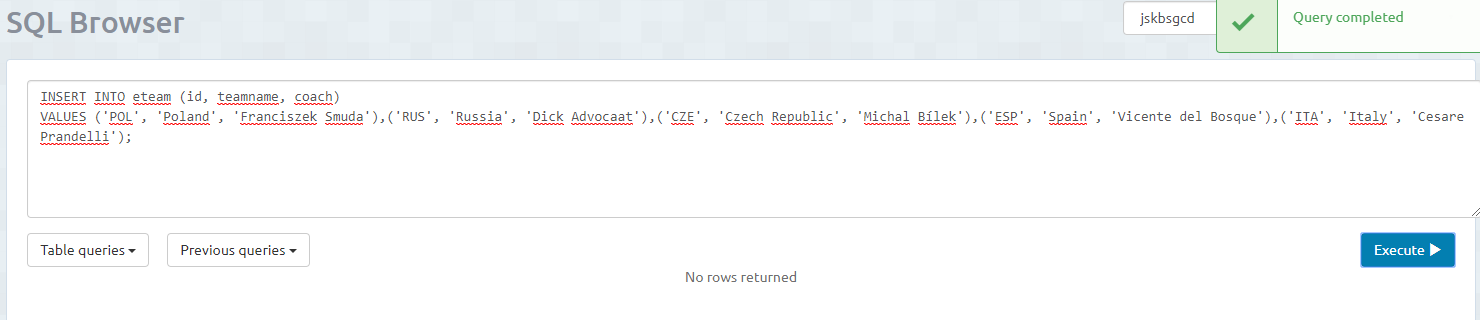 SQL Browser
jskbsgcd
Query completed
INSERT INTO eteam (id, teamname, coach)
VALUES ('POL', 'Poland', 'Franciszek Smuda'),('RUS', 'Russia', 'Dick Advocaat'),('CZE', 'Czech Republic', 'Michal Bílek'),('ESP', 'Spain', 'Vicente del Bosque'),('ITA', 'Italy', 'Cesare
Prandelli');
Table queries
Previous queries
Execute
No rows returned